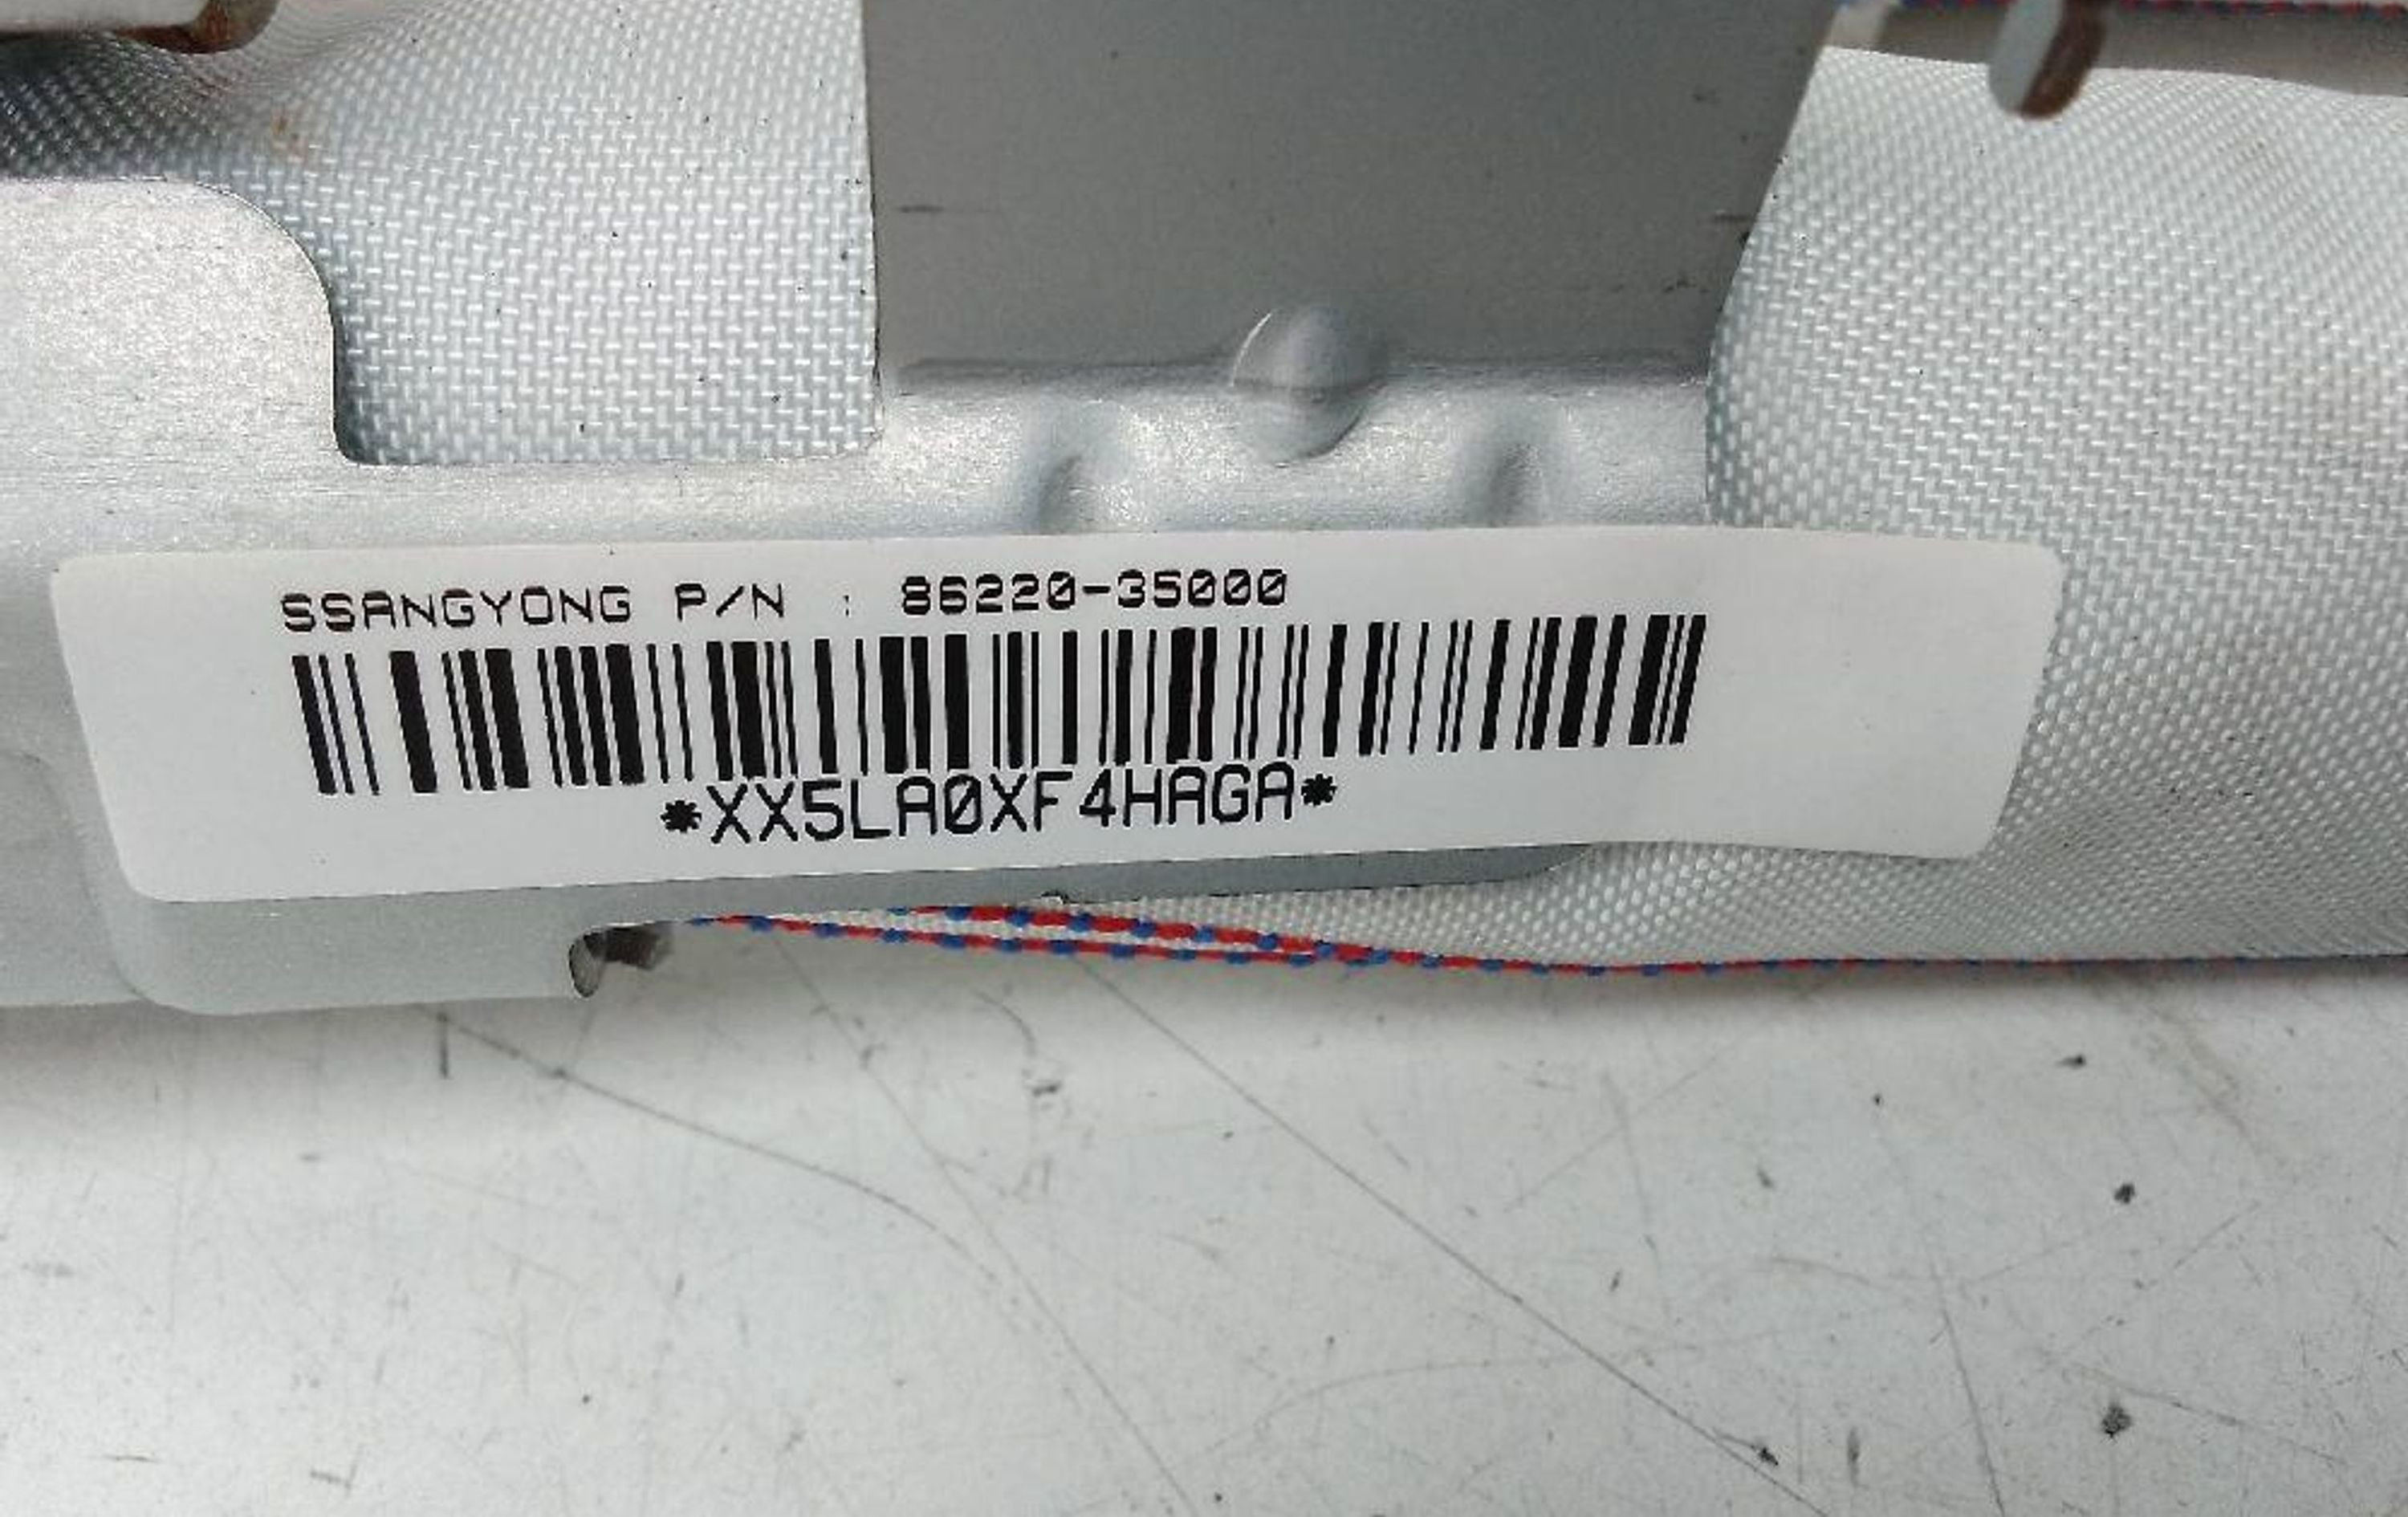 SSANGYONG P/N : 86220-35000
*XX5LA0XF4HAGA*